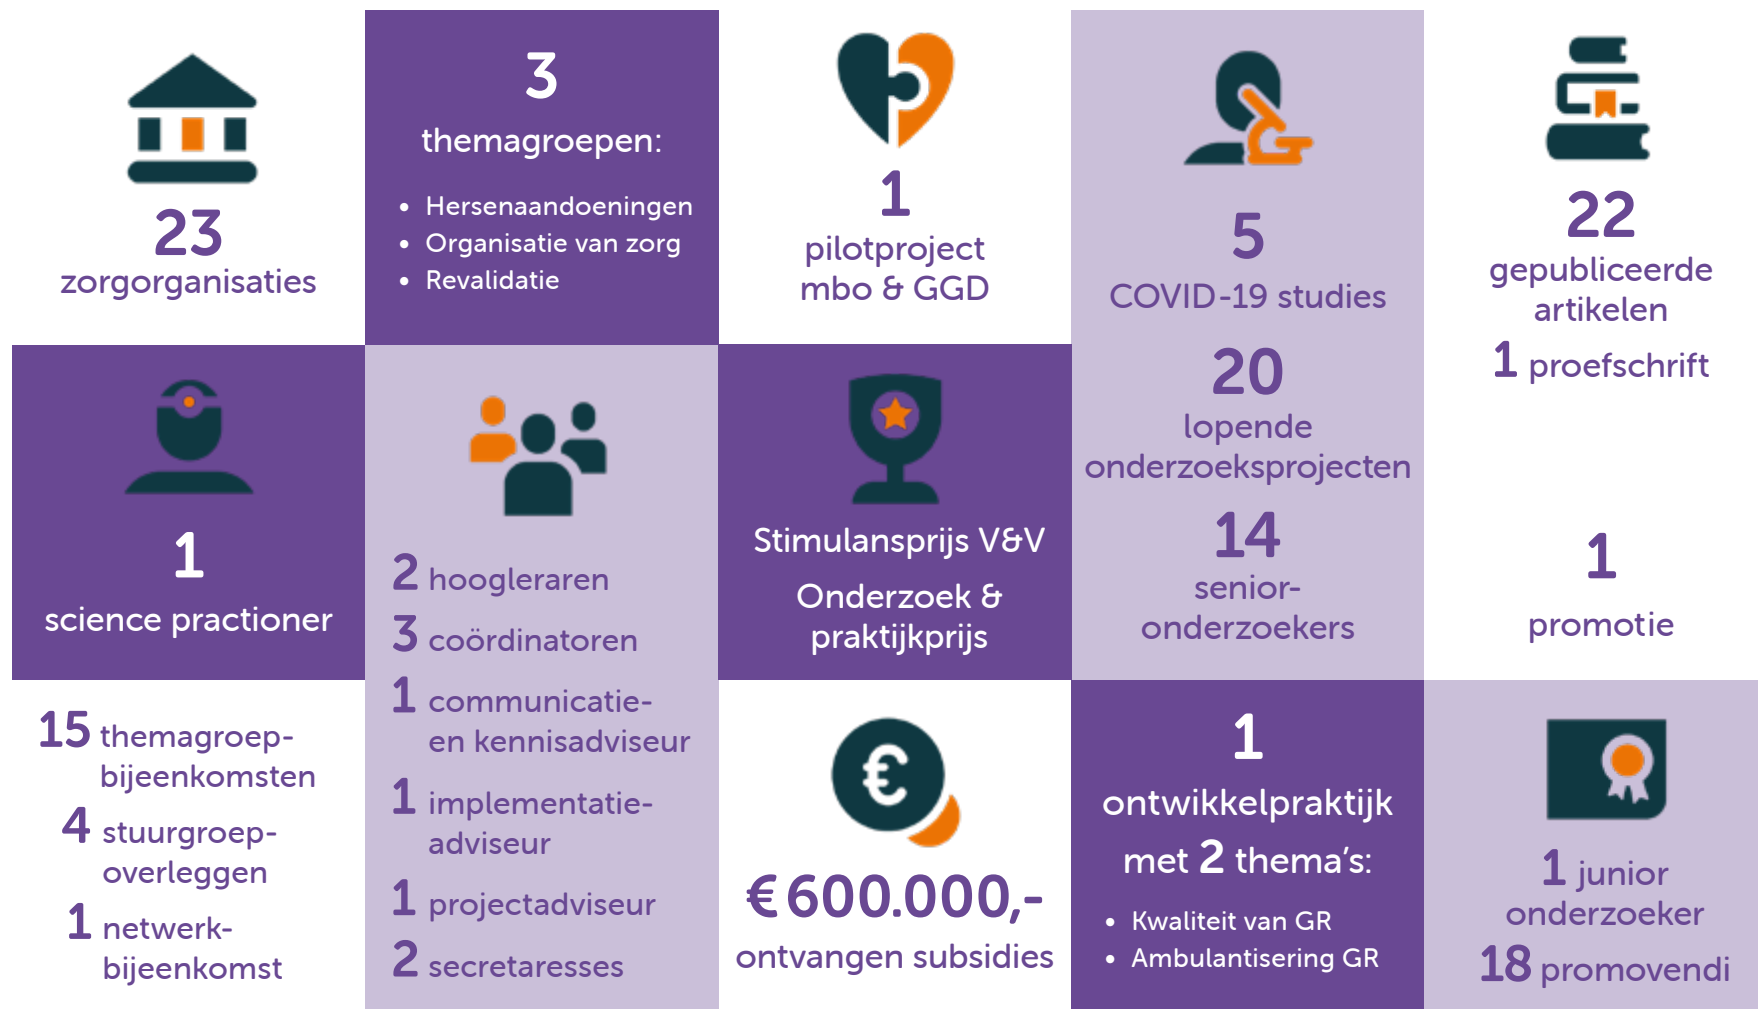 23
zorgorganisaties
3
themagroepen:
• Hersenaandoeningen
• Organisatie van zorg
• Revalidatie
1
pilotproject
mbo & GGD
5
COVID-19 studies
20
lopende
onderzoeksprojecten
14
senior-
onderzoekers
22
gepubliceerde
artikelen
1 proefschrift
1
promotie
1
science practioner
2 hoogleraren
3 coördinatoren
1 communicatie-
en kennisadviseur
1 implementatie-
adviseur
1 projectadviseur
2 secretaresses
Stimulansprijs V&V
Onderzoek &
praktijkprijs
15 themagroep-
bijeenkomsten
4 stuurgroep-
overleggen
1 netwerk-
bijeenkomst
€
€ 600.000,-
ontvangen subsidies
1
ontwikkelpraktijk
met 2 thema's:
• Kwaliteit van GR
• Ambulantisering GR
1 junior
onderzoeker
18 promovendi